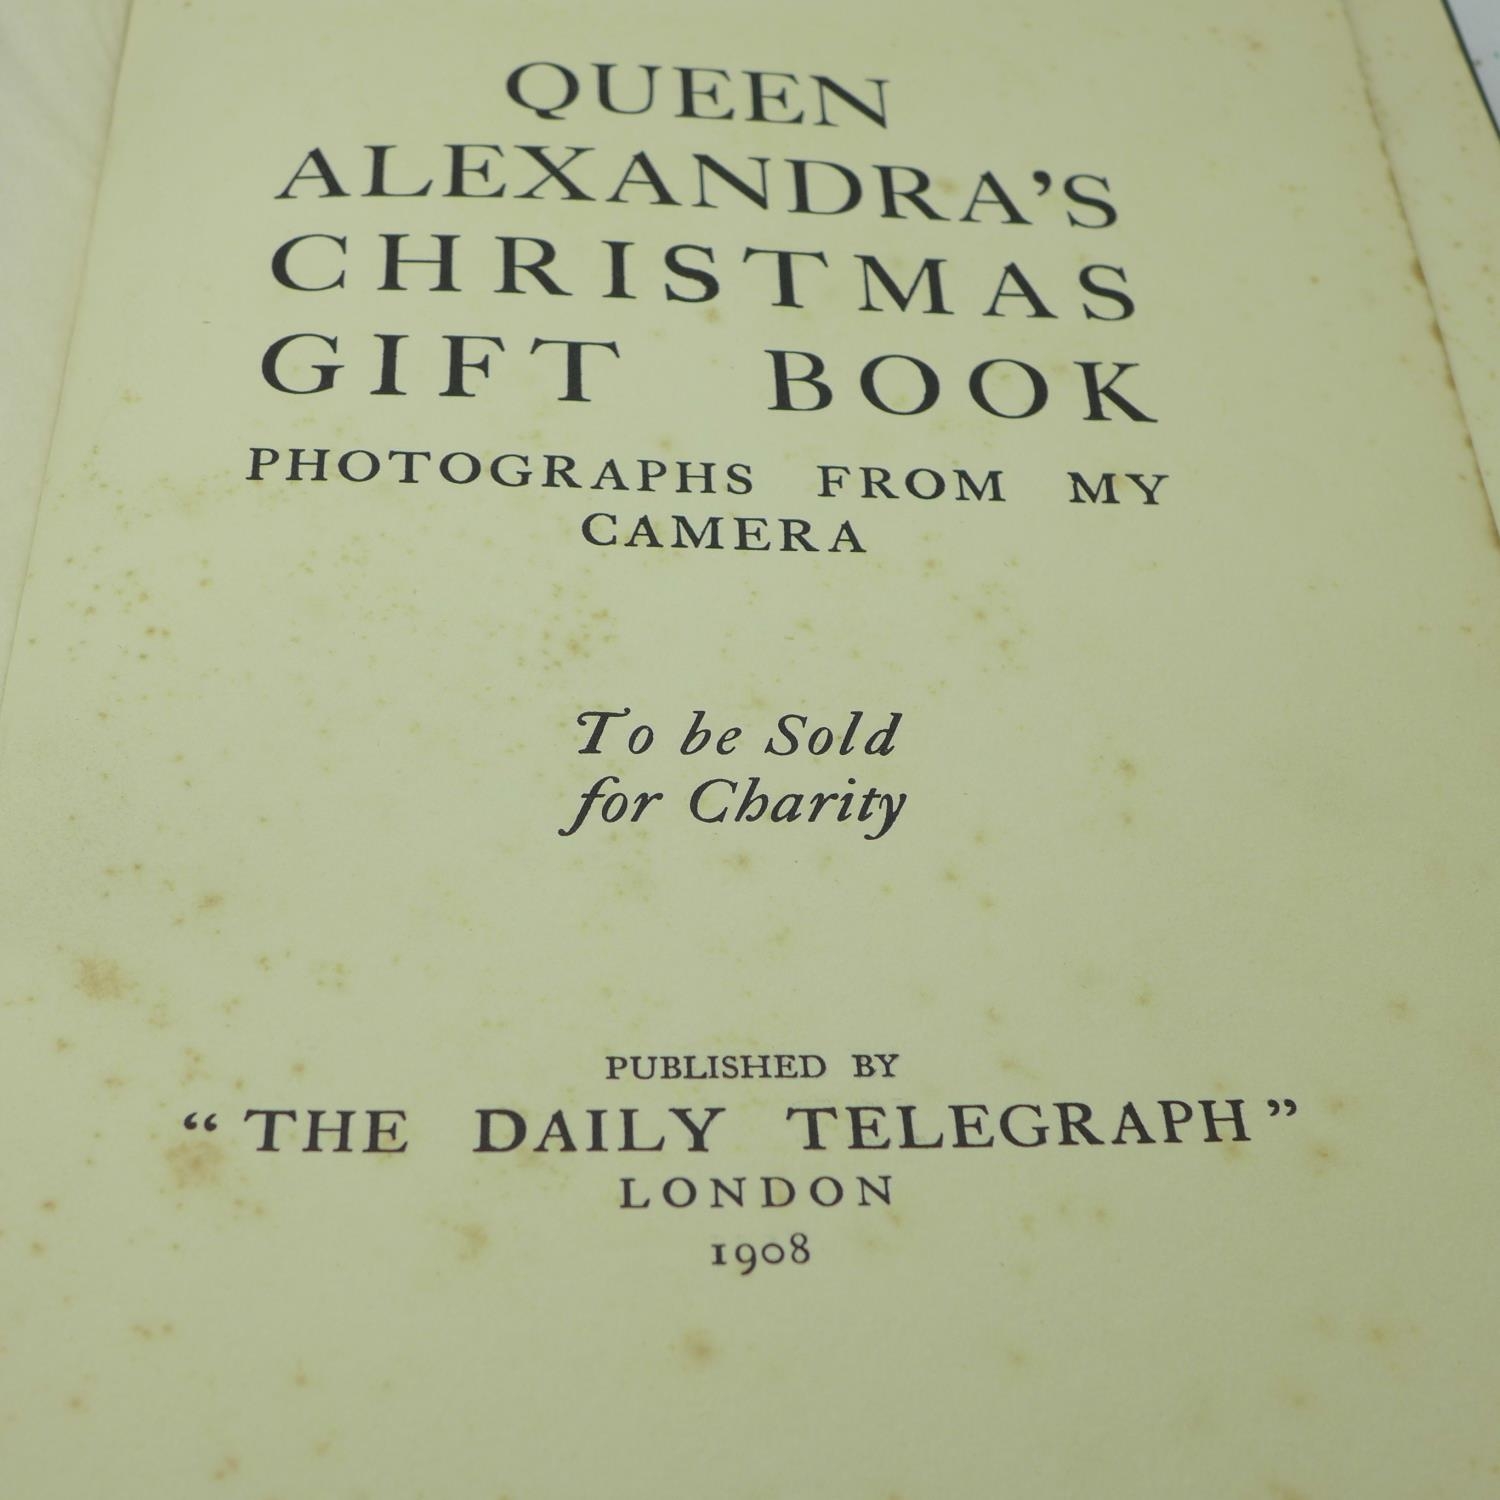 QUEEN
ALEXANDRA'S
CHRISTMAS
GIFT BOOK
PHOTOGRAPHS FROM MY
CAMERA
To be Sold
for Charity
PUBLISHED BY
“THE DAILY TELEGRAPH”
LONDON
1908